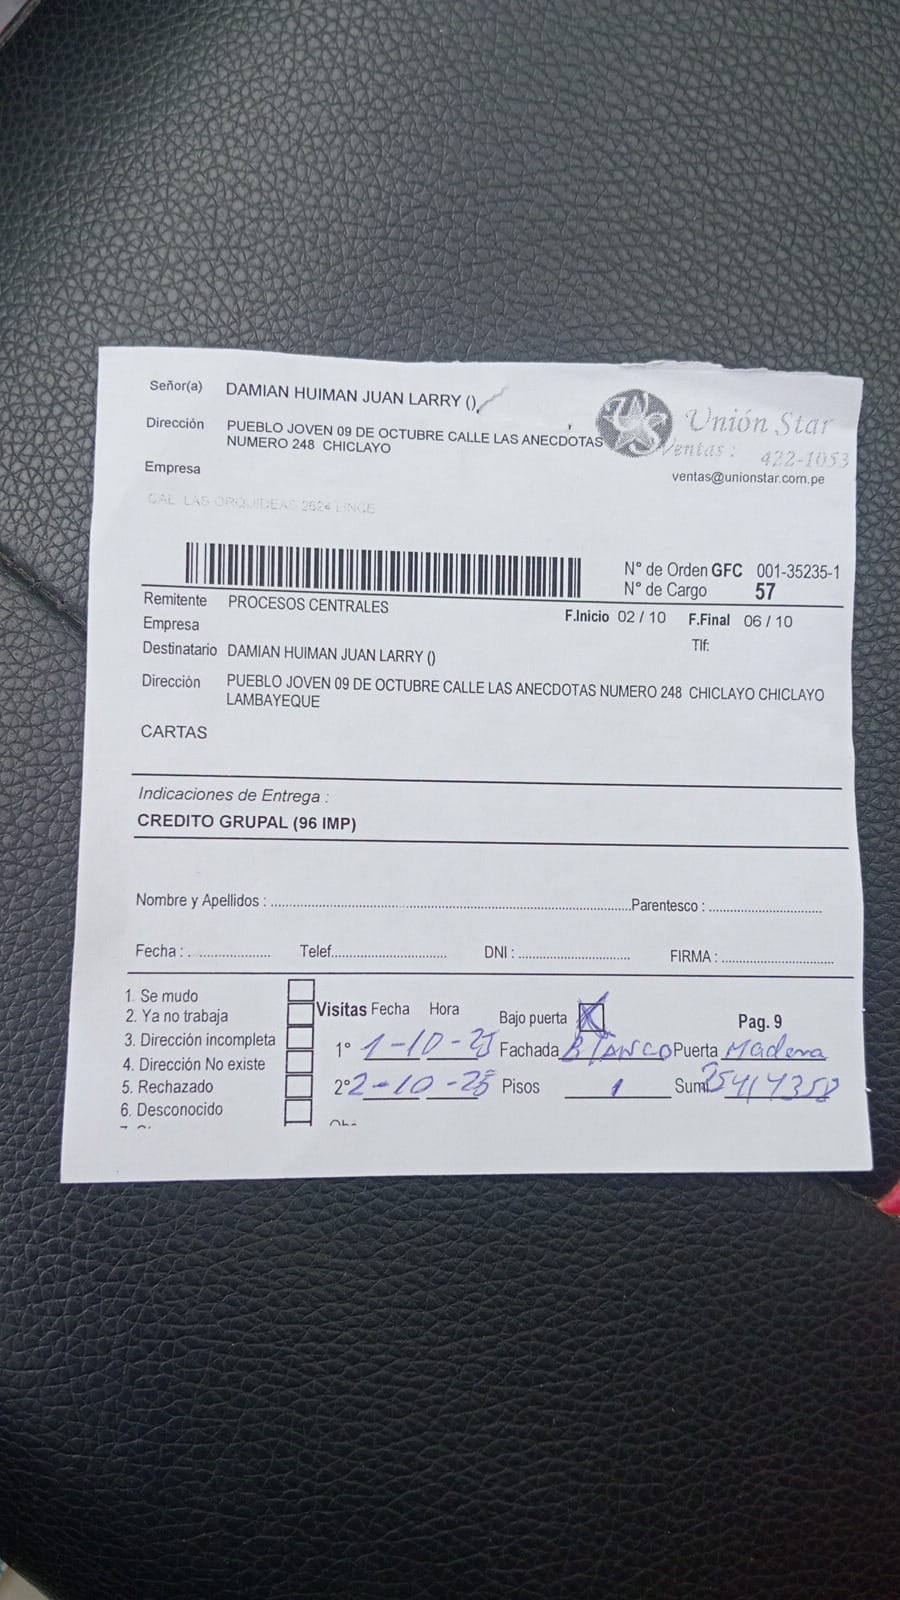 Señor(a) DAMIAN HUIMAN JUAN LARRY ()
Dirección PUEBLO JOVEN 09 DE OCTUBRE CALLE LAS ANECDOTAS
NUMERO 248 CHICLAYO
Unión Star
Ventas : 422-1053
ventas@unionstar.com.pe
Empresa
CAL LAS ORQUIDEAS 2624 LINCE
N° de Orden GFC 001-35235-1
N° de Cargo 57
Remitente PROCESOS CENTRALES
F.Inicio 02 / 10 F.Final 06 / 10
Empresa
Tlf:
Destinatario DAMIAN HUIMAN JUAN LARRY ()
Dirección PUEBLO JOVEN 09 DE OCTUBRE CALLE LAS ANECDOTAS NUMERO 248 CHICLAYO CHICLAYO
LAMBAYEQUE
CARTAS
Indicaciones de Entrega :
CREDITO GRUPAL (96 IMP)
Nombre y Apellidos : Parentesco :
Fecha : Telef. DNI : FIRMA :
1. Se mudo
2. Ya no trabaja
3. Dirección incompleta
4. Dirección No existe
5. Rechazado
6. Desconocido
Visitas Fecha Hora Bajo puerta X Pag. 9
1° 1-10-25 Fachada BLANCO Puerta Madera
2° 2-10-25 Pisos 1 Sum